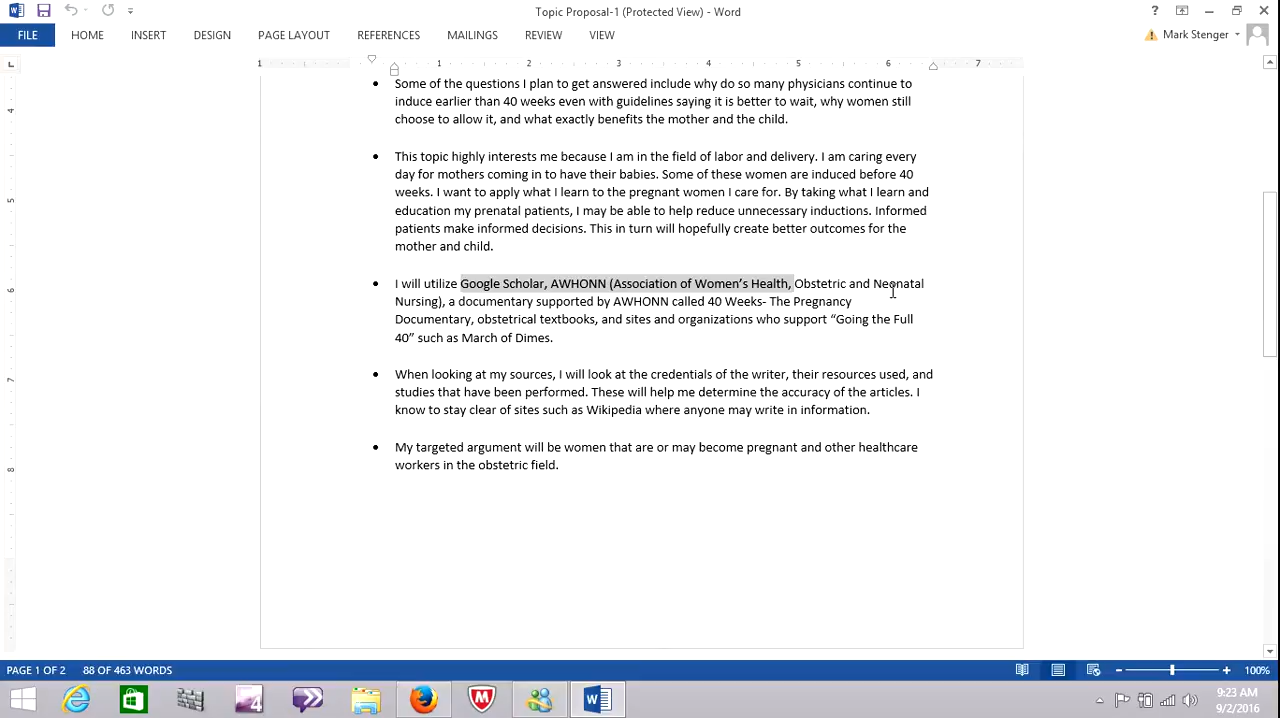 Topic Proposal-1 (Protected View) - Word
?
FILE HOME INSERT DESIGN PAGE LAYOUT REFERENCES MAILINGS REVIEW VIEW Mark Stenger
1 1 2 3 4 5 6 7
Some of the questions I plan to get answered include why do so many physicians continue to
induce earlier than 40 weeks even with guidelines saying it is better to wait, why women still
choose to allow it, and what exactly benefits the mother and the child.
This topic highly interests me because I am in the field of labor and delivery. I am caring every
day for mothers coming in to have their babies. Some of these women are induced before 40
weeks. I want to apply what I learn to the pregnant women I care for. By taking what I learn and
education my prenatal patients, I may be able to help reduce unnecessary inductions. Informed
patients make informed decisions. This in turn will hopefully create better outcomes for the
mother and child.
I will utilize Google Scholar, AWHONN (Association of Women's Health, Obstetric and Neonatal
Nursing), a documentary supported by AWHONN called 40 Weeks- The Pregnancy
Documentary, obstetrical textbooks, and sites and organizations who support “Going the Full
40” such as March of Dimes.
When looking at my sources, I will look at the credentials of the writer, their resources used, and
studies that have been performed. These will help me determine the accuracy of the articles. I
know to stay clear of sites such as Wikipedia where anyone may write in information.
My targeted argument will be women that are or may become pregnant and other healthcare
workers in the obstetric field.
4
5
6
7
8
PAGE 1 OF 2 88 OF 463 WORDS 100%
9:23 AM
9/2/2016